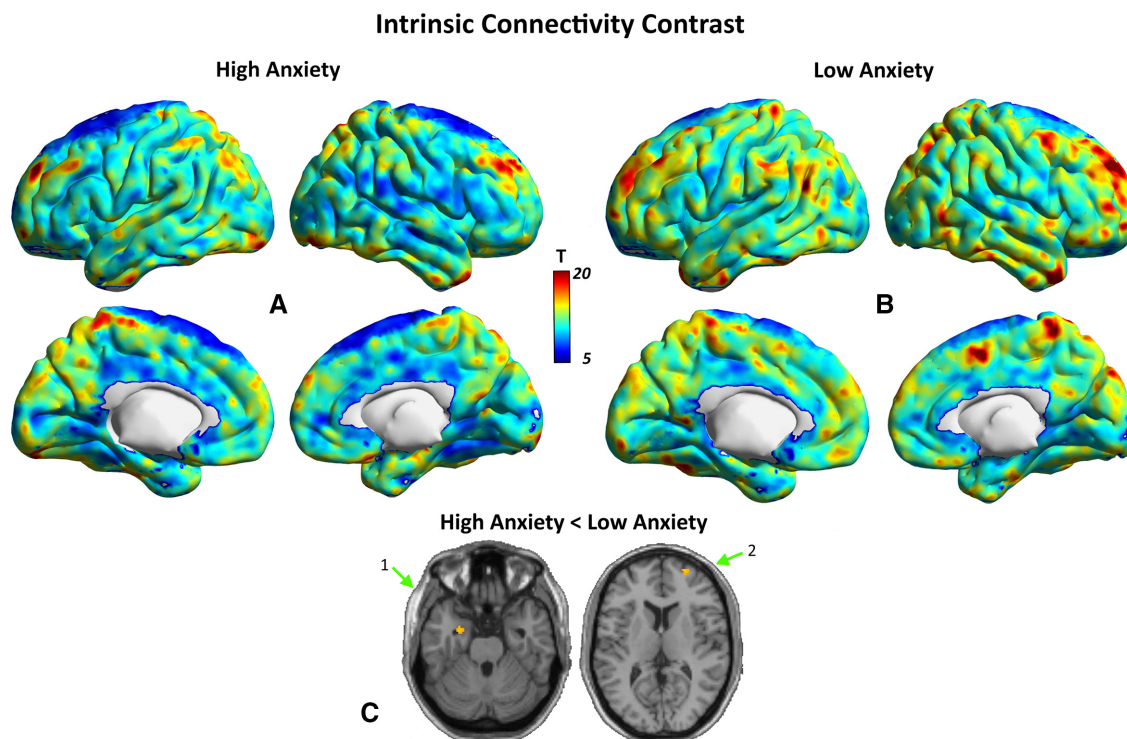 Intrinsic Connectivity Contrast
High Anxiety
Low Anxiety
T
20
5
A
B
High Anxiety < Low Anxiety
1
2
C